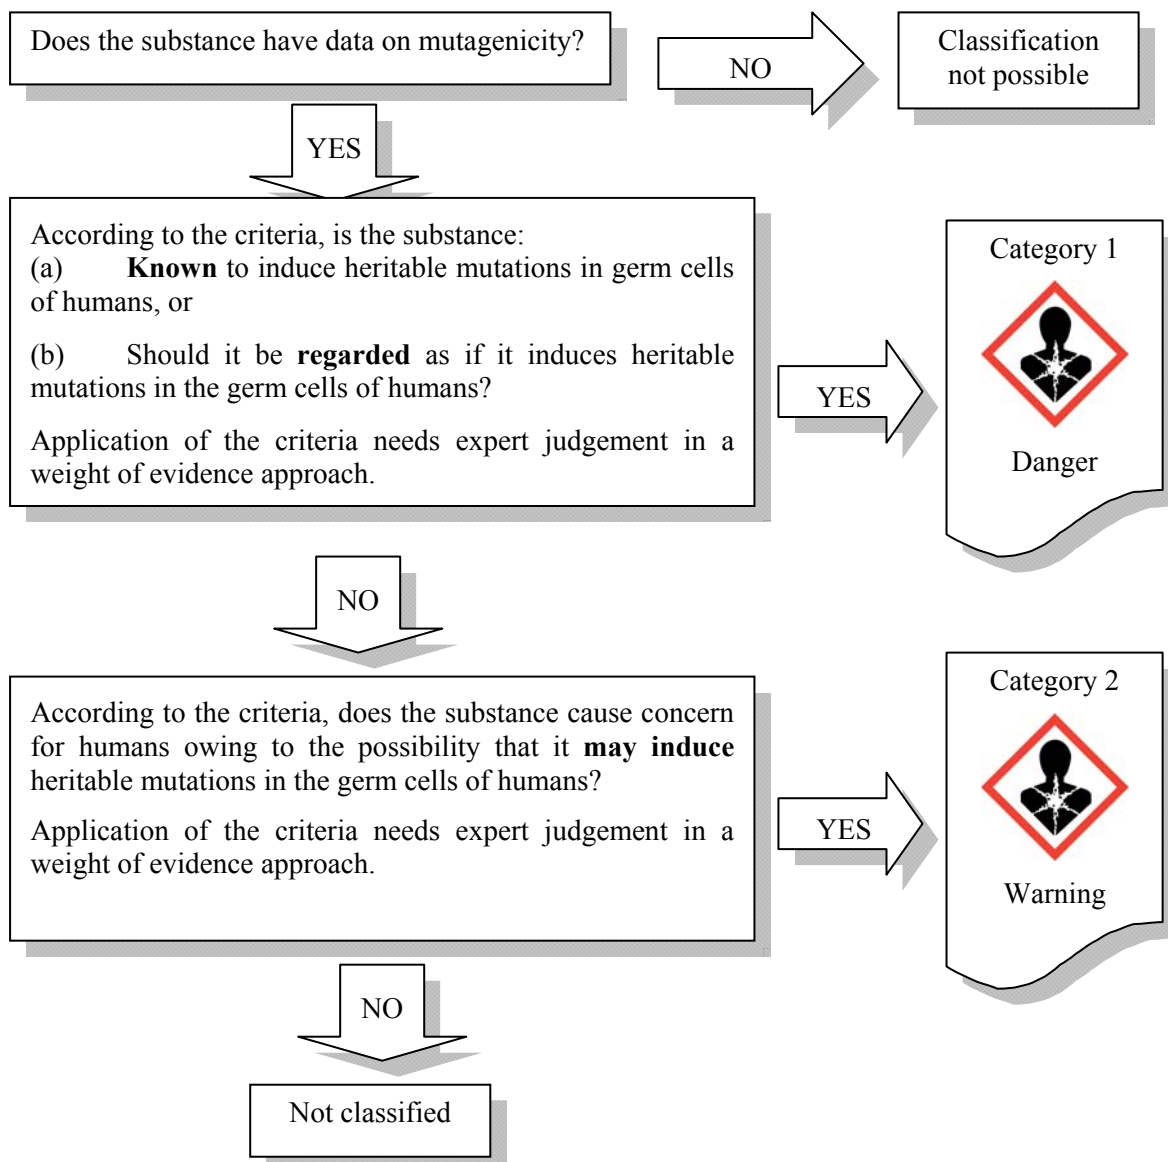 Does the substance have data on mutagenicity?
NO
Classification
not possible
YES
According to the criteria, is the substance:
(a) Known to induce heritable mutations in germ cells
of humans, or
(b) Should it be regarded as if it induces heritable
mutations in the germ cells of humans?
Application of the criteria needs expert judgement in a
weight of evidence approach.
YES
Category 1
Danger
NO
According to the criteria, does the substance cause concern
for humans owing to the possibility that it may induce
heritable mutations in the germ cells of humans?
Application of the criteria needs expert judgement in a
weight of evidence approach.
YES
Category 2
Warning
NO
Not classified